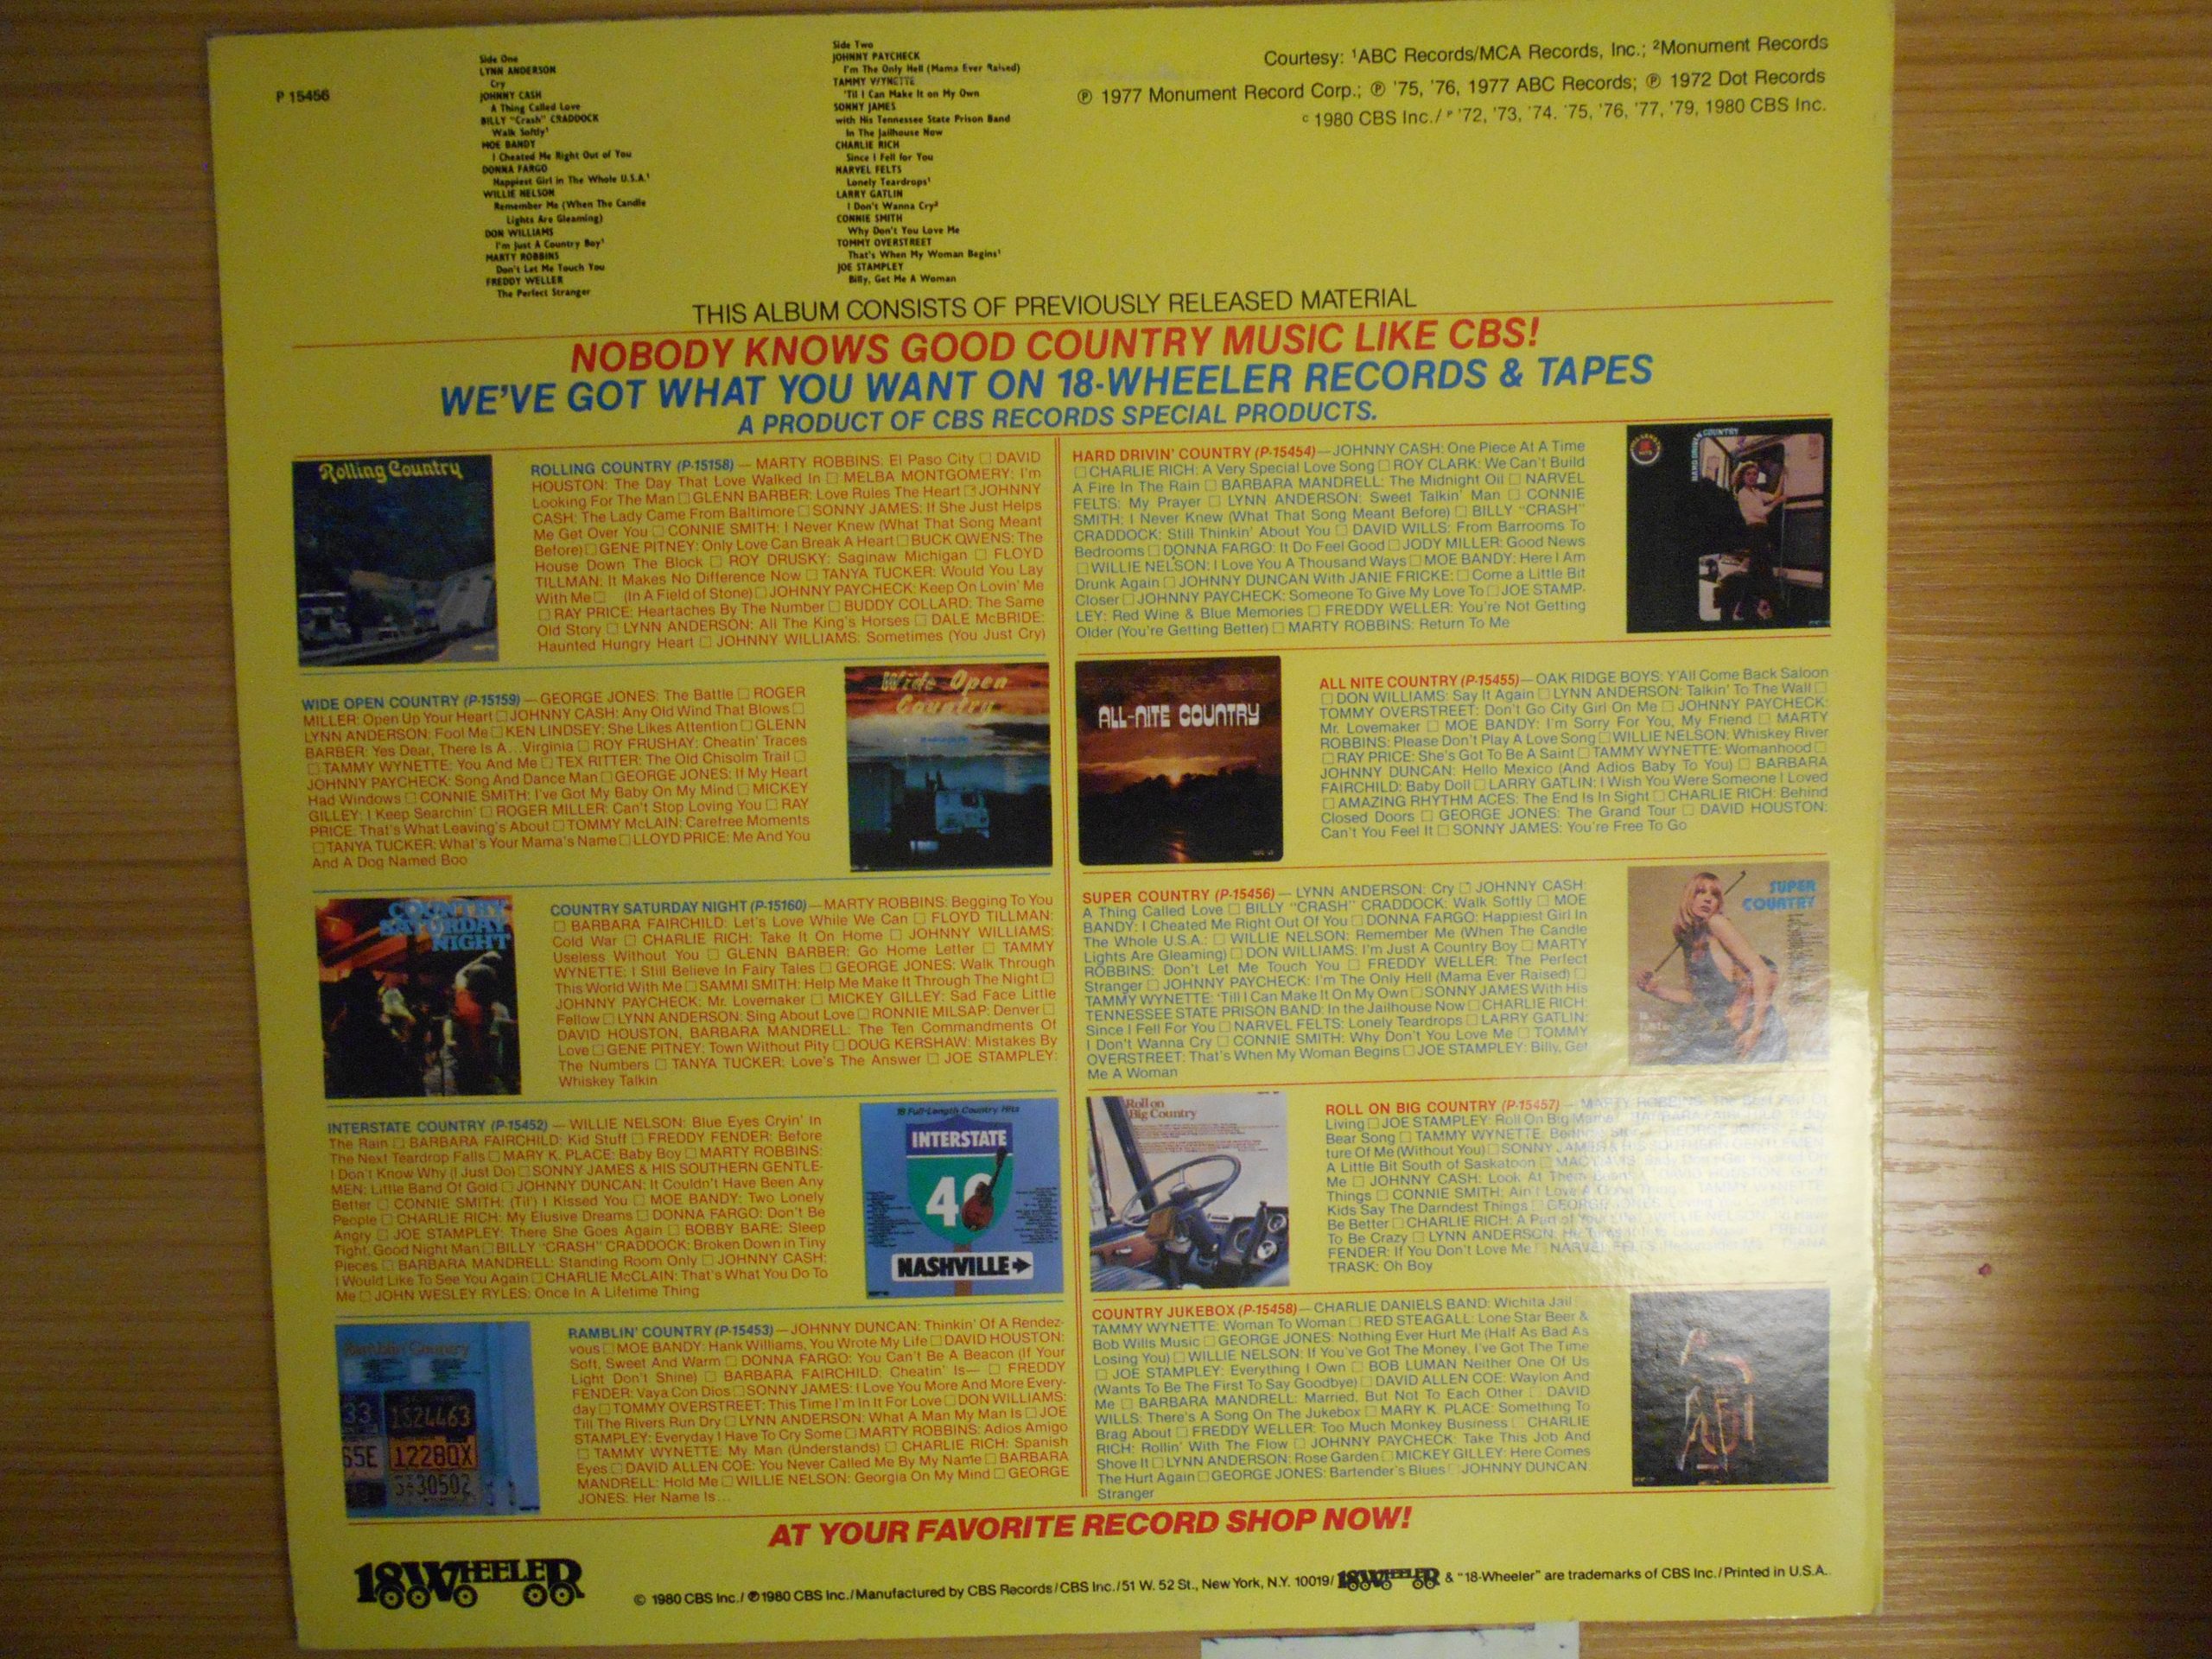 P 15456
Side One
LYNN ANDERSON
Cry
JOHNNY CASH
A Thing Called Love
BILLY "Crash" CRADDOCK
Walk Softly¹
MOE BANDY
I Cheated Me Right Out of You
DONNA FARGO
Happiest Girl in The Whole U.S.A.¹
WILLIE NELSON
Remember Me (When The Candle
Lights Are Gleaming)
DON WILLIAMS
I'm Just A Country Boy¹
MARTY ROBBINS
Don't Let Me Touch You
FREDDY WELLER
The Perfect Stranger
Side Two
JOHNNY PAYCHECK
I'm The Only Hell (Mama Ever Raised)
TAMMY WYNETTE
'Til I Can Make It on My Own
SONNY JAMES
with His Tennessee State Prison Band
In The Jailhouse Now
CHARLIE RICH
Since I Fell for You
NARVEL FELTS
Lonely Teardrops¹
LARRY GATLIN
I Don't Wanna Cry²
CONNIE SMITH
Why Don't You Love Me
TOMMY OVERSTREET
That's When My Woman Begins¹
JOE STAMPLEY
Billy, Get Me A Woman
Courtesy: ¹ABC Records/MCA Records, Inc.; ²Monument Records
℗ 1977 Monument Record Corp.; ℗ '75, '76, 1977 ABC Records; ℗ 1972 Dot Records
© 1980 CBS Inc./ ℗ '72, '73, '74. '75, '76, '77, '79, 1980 CBS Inc.
THIS ALBUM CONSISTS OF PREVIOUSLY RELEASED MATERIAL
NOBODY KNOWS GOOD COUNTRY MUSIC LIKE CBS!
WE'VE GOT WHAT YOU WANT ON 18-WHEELER RECORDS & TAPES
A PRODUCT OF CBS RECORDS SPECIAL PRODUCTS.
Rolling Country
ROLLING COUNTRY (P-15158) — MARTY ROBBINS: El Paso City □ DAVID
HOUSTON: The Day That Love Walked In □ MELBA MONTGOMERY: I'm
Looking For The Man □ GLENN BARBER: Love Rules The Heart □ JOHNNY
CASH: The Lady Came From Baltimore □ SONNY JAMES: If She Just Helps
Me Get Over You □ CONNIE SMITH: I Never Knew (What That Song Meant
Before) □ GENE PITNEY: Only Love Can Break A Heart □ BUCK OWENS: The
House Down The Block □ ROY DRUSKY: Saginaw Michigan □ FLOYD
TILLMAN: It Makes No Difference Now □ TANYA TUCKER: Would You Lay
With Me □ (In A Field of Stone) □ JOHNNY PAYCHECK: Keep On Lovin' Me
□ RAY PRICE: Heartaches By The Number □ BUDDY COLLARD: The Same
Old Story □ LYNN ANDERSON: All The King's Horses □ DALE McBRIDE:
Haunted Hungry Heart □ JOHNNY WILLIAMS: Sometimes (You Just Cry)
WIDE OPEN COUNTRY (P-15159) — GEORGE JONES: The Battle □ ROGER
MILLER: Open Up Your Heart □ JOHNNY CASH: Any Old Wind That Blows □
LYNN ANDERSON: Fool Me □ KEN LINDSEY: She Likes Attention □ GLENN
BARBER: Yes Dear, There Is A...Virginia □ ROY FRUSHAY: Cheatin' Traces
□ TAMMY WYNETTE: You And Me □ TEX RITTER: The Old Chisolm Trail □
JOHNNY PAYCHECK: Song And Dance Man □ GEORGE JONES: If My Heart
Had Windows □ CONNIE SMITH: I've Got My Baby On My Mind □ MICKEY
GILLEY: I Keep Searchin' □ ROGER MILLER: Can't Stop Loving You □ RAY
PRICE: That's What Leaving's About □ TOMMY McLAIN: Carefree Moments
□ TANYA TUCKER: What's Your Mama's Name □ LLOYD PRICE: Me And You
And A Dog Named Boo
Wide Open
Country
COUNTRY
SATURDAY
NIGHT
COUNTRY SATURDAY NIGHT (P-15160) — MARTY ROBBINS: Begging To You
□ BARBARA FAIRCHILD: Let's Love While We Can □ FLOYD TILLMAN:
Cold War □ CHARLIE RICH: Take It On Home □ JOHNNY WILLIAMS:
Useless Without You □ GLENN BARBER: Go Home Letter □ TAMMY
WYNETTE: I Still Believe In Fairy Tales □ GEORGE JONES: Walk Through
This World With Me □ SAMMI SMITH: Help Me Make It Through The Night □
JOHNNY PAYCHECK: Mr. Lovemaker □ MICKEY GILLEY: Sad Face Little
Fellow □ LYNN ANDERSON: Sing About Love □ RONNIE MILSAP: Denver □
DAVID HOUSTON, BARBARA MANDRELL: The Ten Commandments Of
Love □ GENE PITNEY: Town Without Pity □ DOUG KERSHAW: Mistakes By
The Numbers □ TANYA TUCKER: Love's The Answer □ JOE STAMPLEY:
Whiskey Talkin
INTERSTATE COUNTRY (P-15452) — WILLIE NELSON: Blue Eyes Cryin' In
The Rain □ BARBARA FAIRCHILD: Kid Stuff □ FREDDY FENDER: Before
The Next Teardrop Falls □ MARY K. PLACE: Baby Boy □ MARTY ROBBINS:
I Don't Know Why (I Just Do) □ SONNY JAMES & HIS SOUTHERN GENTLE-
MEN: Little Band Of Gold □ JOHNNY DUNCAN: It Couldn't Have Been Any
Better □ CONNIE SMITH: (Til') I Kissed You □ MOE BANDY: Two Lonely
People □ CHARLIE RICH: My Elusive Dreams □ DONNA FARGO: Don't Be
Angry □ JOE STAMPLEY: There She Goes Again □ BOBBY BARE: Sleep
Tight, Good Night Man □ BILLY "CRASH" CRADDOCK: Broken Down in Tiny
Pieces □ BARBARA MANDRELL: Standing Room Only □ JOHNNY CASH:
I Would Like To See You Again □ CHARLIE McCLAIN: That's What You Do To
Me □ JOHN WESLEY RYLES: Once In A Lifetime Thing
Full-Length Country Hits
INTERSTATE
40
NASHVILLE
Ramblin' Country
RAMBLIN' COUNTRY (P-15453) — JOHNNY DUNCAN: Thinkin' Of A Rendez-
vous □ MOE BANDY: Hank Williams, You Wrote My Life □ DAVID HOUSTON:
Soft, Sweet And Warm □ DONNA FARGO: You Can't Be A Beacon (If Your
Light Don't Shine) □ BARBARA FAIRCHILD: Cheatin' Is— □ FREDDY
FENDER: Vaya Con Dios □ SONNY JAMES: I Love You More And More Every-
day □ TOMMY OVERSTREET: This Time I'm In It For Love □ DON WILLIAMS:
Till The Rivers Run Dry □ LYNN ANDERSON: What A Man My Man Is □ JOE
STAMPLEY: Everyday I Have To Cry Some □ MARTY ROBBINS: Adios Amigo
□ TAMMY WYNETTE: My Man (Understands) □ CHARLIE RICH: Spanish
Eyes □ DAVID ALLEN COE: You Never Called Me By My Name □ BARBARA
MANDRELL: Hold Me □ WILLIE NELSON: Georgia On My Mind □ GEORGE
JONES: Her Name Is...
HARD DRIVIN' COUNTRY (P-15454) — JOHNNY CASH: One Piece At A Time
□ CHARLIE RICH: A Very Special Love Song □ ROY CLARK: We Can't Build
A Fire In The Rain □ BARBARA MANDRELL: The Midnight Oil □ NARVEL
FELTS: My Prayer □ LYNN ANDERSON: Sweet Talkin' Man □ CONNIE
SMITH: I Never Knew (What That Song Meant Before) □ BILLY "CRASH"
CRADDOCK: Still Thinkin' About You □ DAVID WILLS: From Barrooms To
Bedrooms □ DONNA FARGO: It Do Feel Good □ JODY MILLER: Good News
□ WILLIE NELSON: I Love You A Thousand Ways □ MOE BANDY: Here I Am
Drunk Again □ JOHNNY DUNCAN With JANIE FRICKE: □ Come a Little Bit
Closer □ JOHNNY PAYCHECK: Someone To Give My Love To □ JOE STAMP-
LEY: Red Wine & Blue Memories □ FREDDY WELLER: You're Not Getting
Older (You're Getting Better) □ MARTY ROBBINS: Return To Me
ALL-NITE COUNTRY
ALL NITE COUNTRY (P-15455) — OAK RIDGE BOYS: Y'All Come Back Saloon
□ DON WILLIAMS: Say It Again □ LYNN ANDERSON: Talkin' To The Wall □
TOMMY OVERSTREET: Don't Go City Girl On Me □ JOHNNY PAYCHECK:
Mr. Lovemaker □ MOE BANDY: I'm Sorry For You, My Friend □ MARTY
ROBBINS: Please Don't Play A Love Song □ WILLIE NELSON: Whiskey River
□ RAY PRICE: She's Got To Be A Saint □ TAMMY WYNETTE: Womanhood □
JOHNNY DUNCAN: Hello Mexico (And Adios Baby To You) □ BARBARA
FAIRCHILD: Baby Doll □ LARRY GATLIN: I Wish You Were Someone I Loved
□ AMAZING RHYTHM ACES: The End Is In Sight □ CHARLIE RICH: Behind
Closed Doors □ GEORGE JONES: The Grand Tour □ DAVID HOUSTON:
Can't You Feel It □ SONNY JAMES: You're Free To Go
SUPER COUNTRY (P-15456) — LYNN ANDERSON: Cry □ JOHNNY CASH:
A Thing Called Love □ BILLY "CRASH" CRADDOCK: Walk Softly □ MOE
BANDY: I Cheated Me Right Out Of You □ DONNA FARGO: Happiest Girl In
The Whole U.S.A.: □ WILLIE NELSON: Remember Me (When The Candle
Lights Are Gleaming) □ DON WILLIAMS: I'm Just A Country Boy □ MARTY
ROBBINS: Don't Let Me Touch You □ FREDDY WELLER: The Perfect
Stranger □ JOHNNY PAYCHECK: I'm The Only Hell (Mama Ever Raised) □
TAMMY WYNETTE: 'Till I Can Make It On My Own □ SONNY JAMES With His
TENNESSEE STATE PRISON BAND: In the Jailhouse Now □ CHARLIE RICH:
Since I Fell For You □ NARVEL FELTS: Lonely Teardrops □ LARRY GATLIN:
I Don't Wanna Cry □ CONNIE SMITH: Why Don't You Love Me □ TOMMY
OVERSTREET: That's When My Woman Begins □ JOE STAMPLEY: Billy, Get
Me A Woman
SUPER
COUNTRY
Roll on
Big Country
ROLL ON BIG COUNTRY (P-15457) —
Living □ JOE STAMPLEY: Roll On Big Mama
Bear Song □ TAMMY WYNETTE:
ture Of Me (Without You) □ SONNY JAMES
A Little Bit South of Saskatoon □
Me □ JOHNNY CASH: Look At Them Beans
Things □ CONNIE SMITH: Ain't Love A Good Thing
Kids Say The Darndest Things □ GEORGE JONES:
Be Better □ CHARLIE RICH: A Part of Your Life
To Be Crazy □ LYNN ANDERSON:
FENDER: If You Don't Love Me □ NARVEL FELTS:
TRASK: Oh Boy
COUNTRY JUKEBOX (P-15458) — CHARLIE DANIELS BAND: Wichita Jail
TAMMY WYNETTE: Woman To Woman □ RED STEAGALL: Lone Star Beer &
Bob Wills Music □ GEORGE JONES: Nothing Ever Hurt Me (Half As Bad As
Losing You) □ WILLIE NELSON: If You've Got The Money, I've Got The Time
□ JOE STAMPLEY: Everything I Own □ BOB LUMAN Neither One Of Us
(Wants To Be The First To Say Goodbye) □ DAVID ALLEN COE: Waylon And
Me □ BARBARA MANDRELL: Married, But Not To Each Other □ DAVID
WILLS: There's A Song On The Jukebox □ MARY K. PLACE: Something To
Brag About □ FREDDY WELLER: Too Much Monkey Business □ CHARLIE
RICH: Rollin' With The Flow □ JOHNNY PAYCHECK: Take This Job And
Shove It □ LYNN ANDERSON: Rose Garden □ MICKEY GILLEY: Here Comes
The Hurt Again □ GEORGE JONES: Bartender's Blues □ JOHNNY DUNCAN:
Stranger
AT YOUR FAVORITE RECORD SHOP NOW!
18 WHEELER
© 1980 CBS Inc./ ℗ 1980 CBS Inc./Manufactured by CBS Records/CBS Inc./51 W. 52 St., New York, N.Y. 10019/ 18 WHEELER & "18-Wheeler" are trademarks of CBS Inc./Printed in U.S.A.